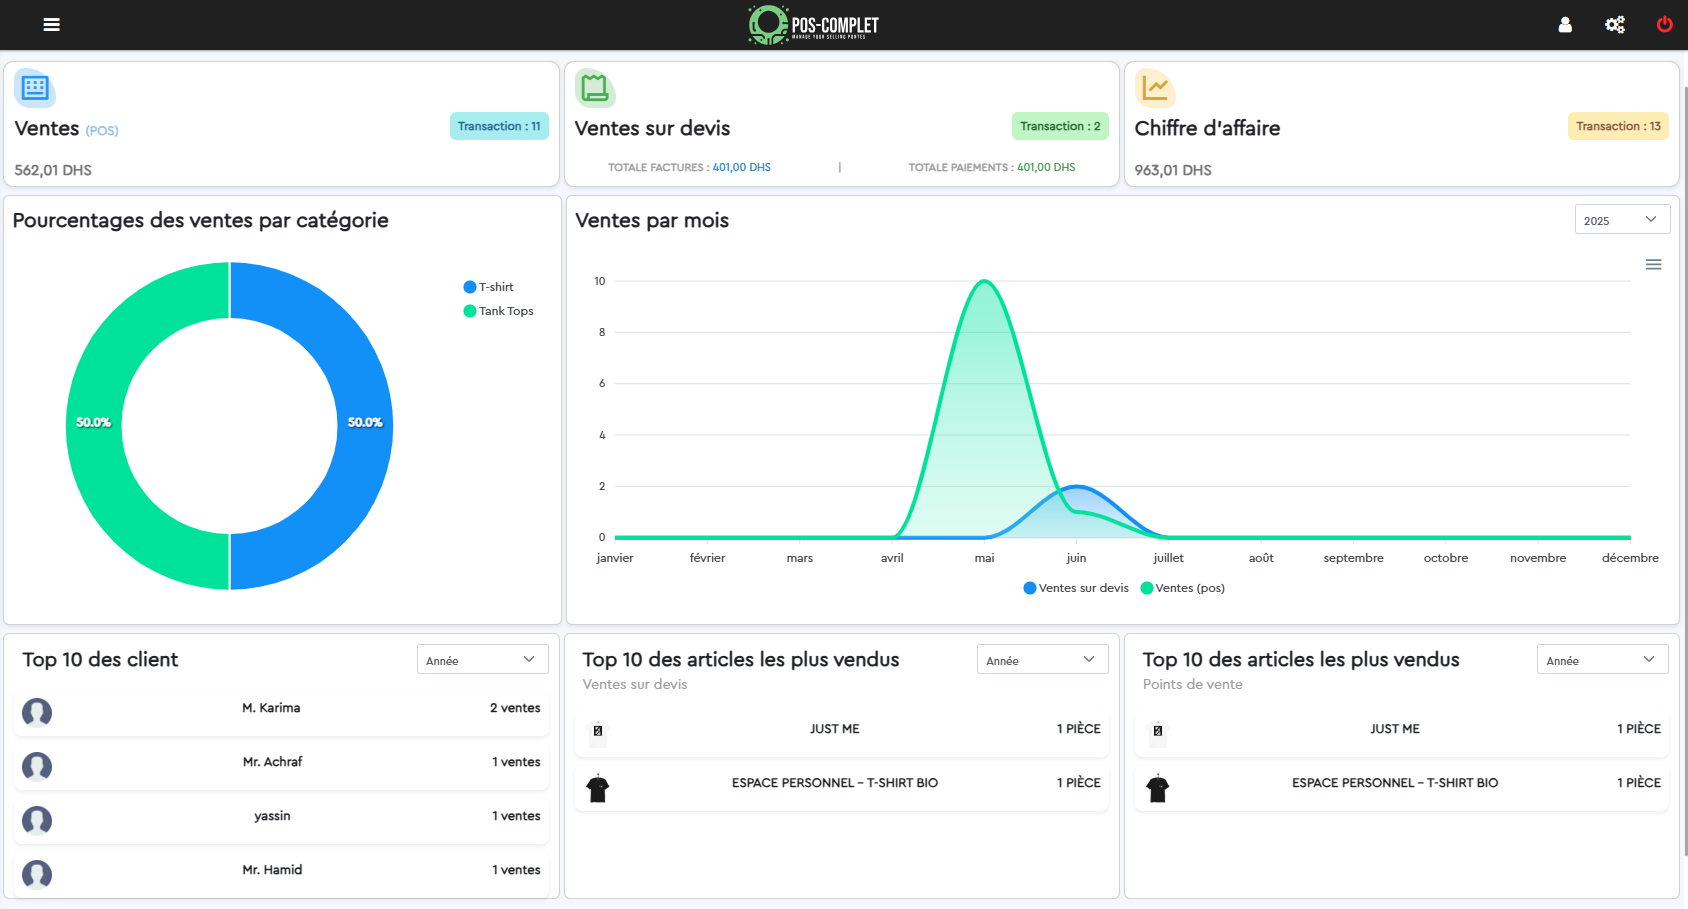 POS-COMPLET
MANAGE YOUR SELLING POINTES
Ventes (POS)
Transaction : 11
562,01 DHS
Ventes sur devis
Transaction : 2
TOTALE FACTURES : 401,00 DHS | TOTALE PAIEMENTS : 401,00 DHS
Chiffre d'affaire
Transaction : 13
963,01 DHS
Pourcentages des ventes par catégorie
T-shirt
Tank Tops
50.0%
50.0%
Ventes par mois
2025
10
8
6
4
2
0
janvier février mars avril mai juin juillet août septembre octobre novembre décembre
Ventes sur devis Ventes (pos)
Top 10 des client
Année
M. Karima 2 ventes
Mr. Achraf 1 ventes
yassin 1 ventes
Mr. Hamid 1 ventes
Top 10 des articles les plus vendus
Année
Ventes sur devis
JUST ME 1 PIÈCE
ESPACE PERSONNEL – T-SHIRT BIO 1 PIÈCE
Top 10 des articles les plus vendus
Année
Points de vente
JUST ME 1 PIÈCE
ESPACE PERSONNEL – T-SHIRT BIO 1 PIÈCE